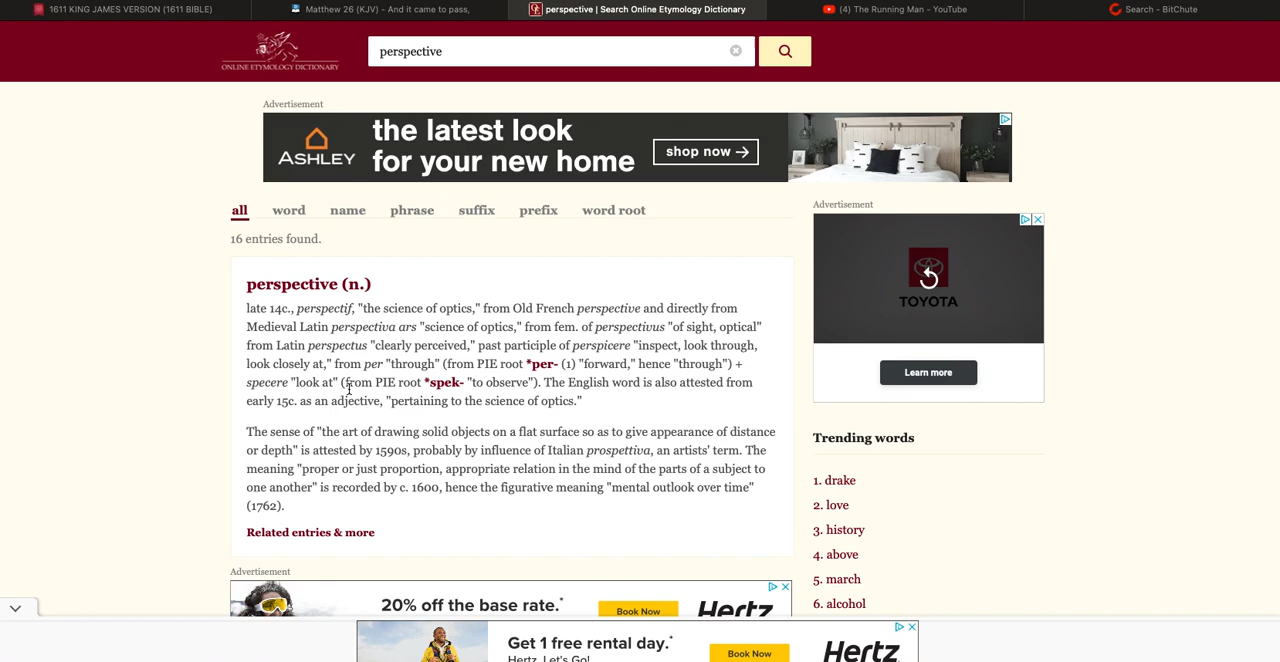 1611 KING JAMES VERSION (1611 BIBLE)
Matthew 26 (KJV) - And it came to pass,
perspective | Search Online Etymology Dictionary
(4) The Running Man - YouTube
Search - BitChute
ONLINE ETYMOLOGY DICTIONARY
perspective
Advertisement
ASHLEY
the latest look
for your new home
shop now →
all word name phrase suffix prefix word root
16 entries found.
perspective (n.)
late 14c., perspectif, "the science of optics," from Old French perspective and directly from
Medieval Latin perspectiva ars "science of optics," from fem. of perspectivus "of sight, optical"
from Latin perspectus "clearly perceived," past participle of perspicere "inspect, look through,
look closely at," from per "through" (from PIE root *per- (1) "forward," hence "through") +
specere "look at" (from PIE root *spek- "to observe"). The English word is also attested from
early 15c. as an adjective, "pertaining to the science of optics."
The sense of "the art of drawing solid objects on a flat surface so as to give appearance of distance
or depth" is attested by 1590s, probably by influence of Italian prospettiva, an artists' term. The
meaning "proper or just proportion, appropriate relation in the mind of the parts of a subject to
one another" is recorded by c. 1600, hence the figurative meaning "mental outlook over time"
(1762).
Related entries & more
Advertisement
20% off the base rate.*
Book Now
Hertz
Advertisement
TOYOTA
Learn more
Trending words
1. drake
2. love
3. history
4. above
5. march
6. alcohol
Get 1 free rental day.*
Hertz. Let's Go!
Book Now
Hertz